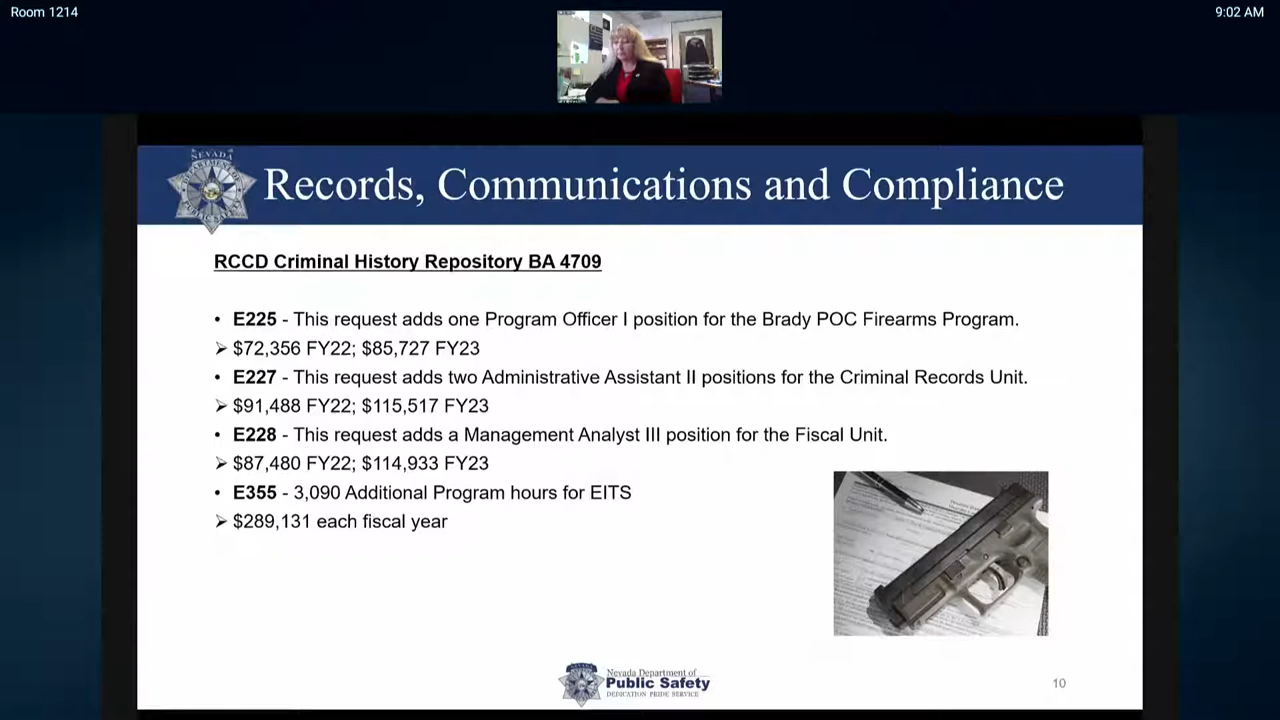 Room 1214
9:02 AM
NEVADA
Records, Communications and Compliance
RCCD Criminal History Repository BA 4709
• E225 - This request adds one Program Officer I position for the Brady POC Firearms Program.
➢ $72,356 FY22; $85,727 FY23
• E227 - This request adds two Administrative Assistant II positions for the Criminal Records Unit.
➢ $91,488 FY22; $115,517 FY23
• E228 - This request adds a Management Analyst III position for the Fiscal Unit.
➢ $87,480 FY22; $114,933 FY23
• E355 - 3,090 Additional Program hours for EITS
➢ $289,131 each fiscal year
Nevada Department of
Public Safety
DEDICATION PRIDE SERVICE
10